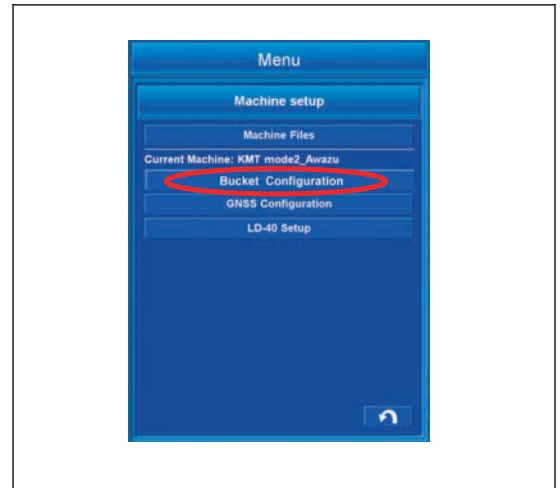 Menu
Machine setup
Machine Files
Current Machine: KMT mode2_Awazu
Bucket Configuration
GNSS Configuration
LD-40 Setup